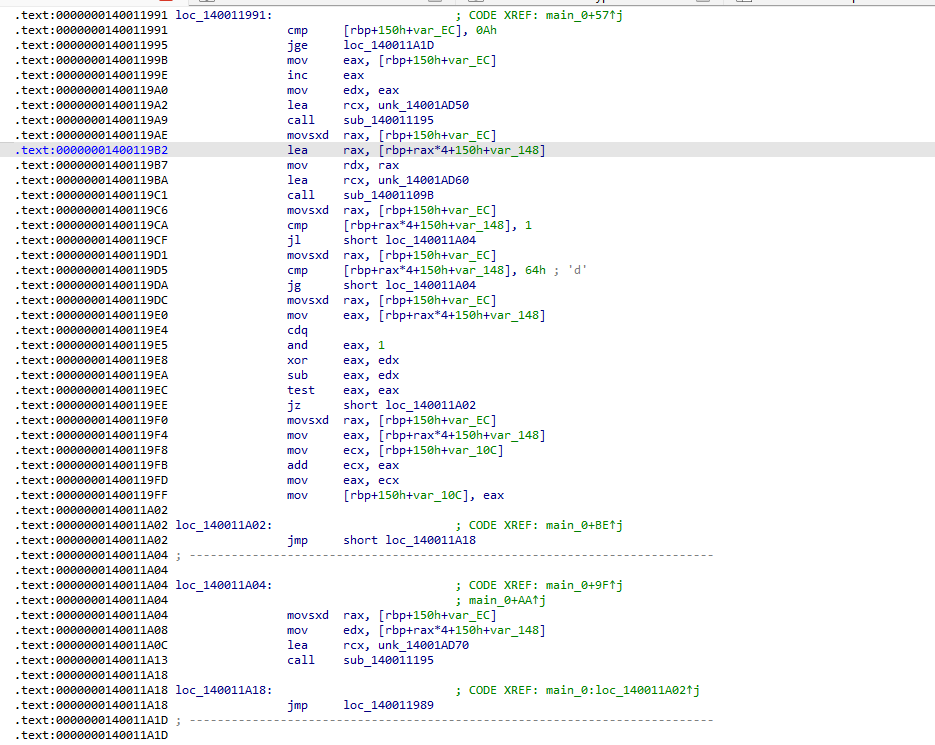 .text:0000000140011991 loc_140011991: ; CODE XREF: main_0+57↑j
.text:0000000140011991 cmp [rbp+150h+var_EC], 0Ah
.text:0000000140011995 jge loc_140011A1D
.text:000000014001199B mov eax, [rbp+150h+var_EC]
.text:000000014001199E inc eax
.text:00000001400119A0 mov edx, eax
.text:00000001400119A2 lea rcx, unk_14001AD50
.text:00000001400119A9 call sub_140011195
.text:00000001400119AE movsxd rax, [rbp+150h+var_EC]
.text:00000001400119B2 lea rax, [rbp+rax*4+150h+var_148]
.text:00000001400119B7 mov rdx, rax
.text:00000001400119BA lea rcx, unk_14001AD60
.text:00000001400119C1 call sub_14001109B
.text:00000001400119C6 movsxd rax, [rbp+150h+var_EC]
.text:00000001400119CA cmp [rbp+rax*4+150h+var_148], 1
.text:00000001400119CF jl short loc_140011A04
.text:00000001400119D1 movsxd rax, [rbp+150h+var_EC]
.text:00000001400119D5 cmp [rbp+rax*4+150h+var_148], 64h ; 'd'
.text:00000001400119DA jg short loc_140011A04
.text:00000001400119DC movsxd rax, [rbp+150h+var_EC]
.text:00000001400119E0 mov eax, [rbp+rax*4+150h+var_148]
.text:00000001400119E4 cdq
.text:00000001400119E5 and eax, 1
.text:00000001400119E8 xor eax, edx
.text:00000001400119EA sub eax, edx
.text:00000001400119EC test eax, eax
.text:00000001400119EE jz short loc_140011A02
.text:00000001400119F0 movsxd rax, [rbp+150h+var_EC]
.text:00000001400119F4 mov eax, [rbp+rax*4+150h+var_148]
.text:00000001400119F8 mov ecx, [rbp+150h+var_10C]
.text:00000001400119FB add ecx, eax
.text:00000001400119FD mov eax, ecx
.text:00000001400119FF mov [rbp+150h+var_10C], eax
.text:0000000140011A02
.text:0000000140011A02 loc_140011A02: ; CODE XREF: main_0+BE↑j
.text:0000000140011A02 jmp short loc_140011A18
.text:0000000140011A04 ; ---------------------------------------------------------------------------
.text:0000000140011A04
.text:0000000140011A04 loc_140011A04: ; CODE XREF: main_0+9F↑j
.text:0000000140011A04 ; main_0+AA↑j
.text:0000000140011A04 movsxd rax, [rbp+150h+var_EC]
.text:0000000140011A08 mov edx, [rbp+rax*4+150h+var_148]
.text:0000000140011A0C lea rcx, unk_14001AD70
.text:0000000140011A13 call sub_140011195
.text:0000000140011A18
.text:0000000140011A18 loc_140011A18: ; CODE XREF: main_0:loc_140011A02↑j
.text:0000000140011A18 jmp loc_140011989
.text:0000000140011A1D ; ---------------------------------------------------------------------------
.text:0000000140011A1D